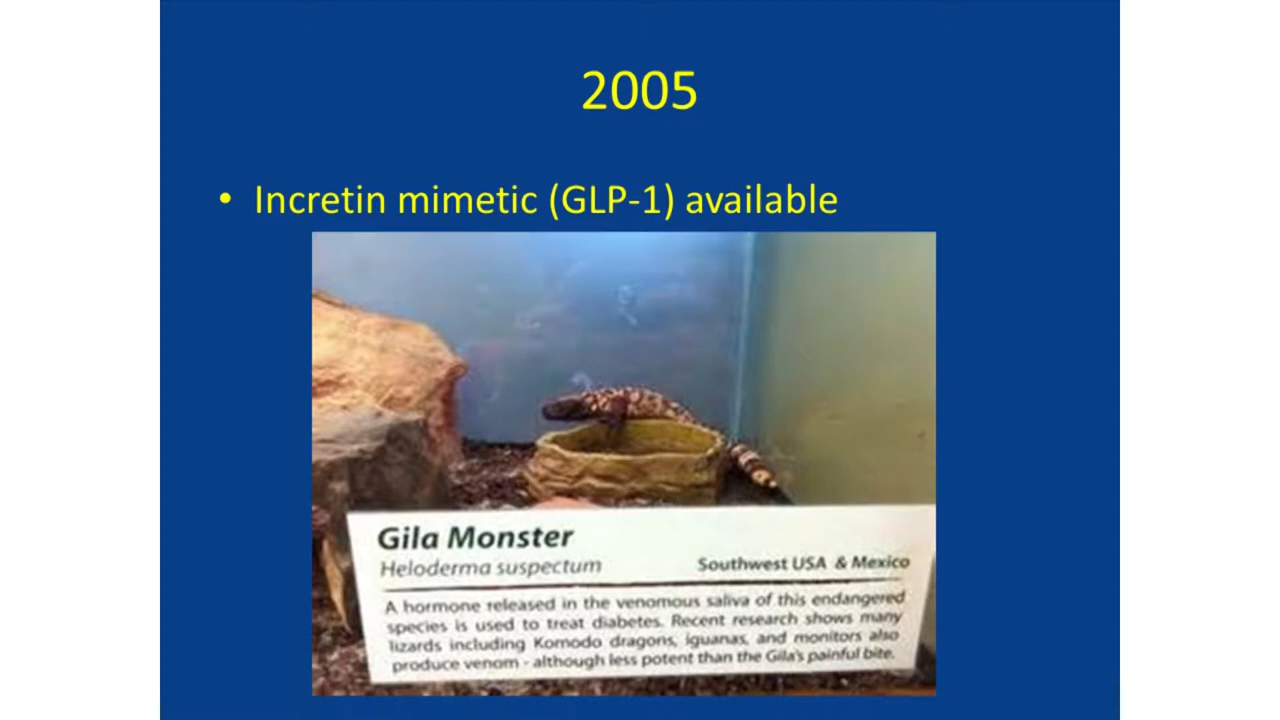 2005
• Incretin mimetic (GLP-1) available
Gila Monster
Heloderma suspectum Southwest USA & Mexico
A hormone released in the venomous saliva of this endangered
species is used to treat diabetes. Recent research shows many
lizards including Komodo dragons, iguanas, and monitors also
produce venom - although less potent than the Gila's painful bite.